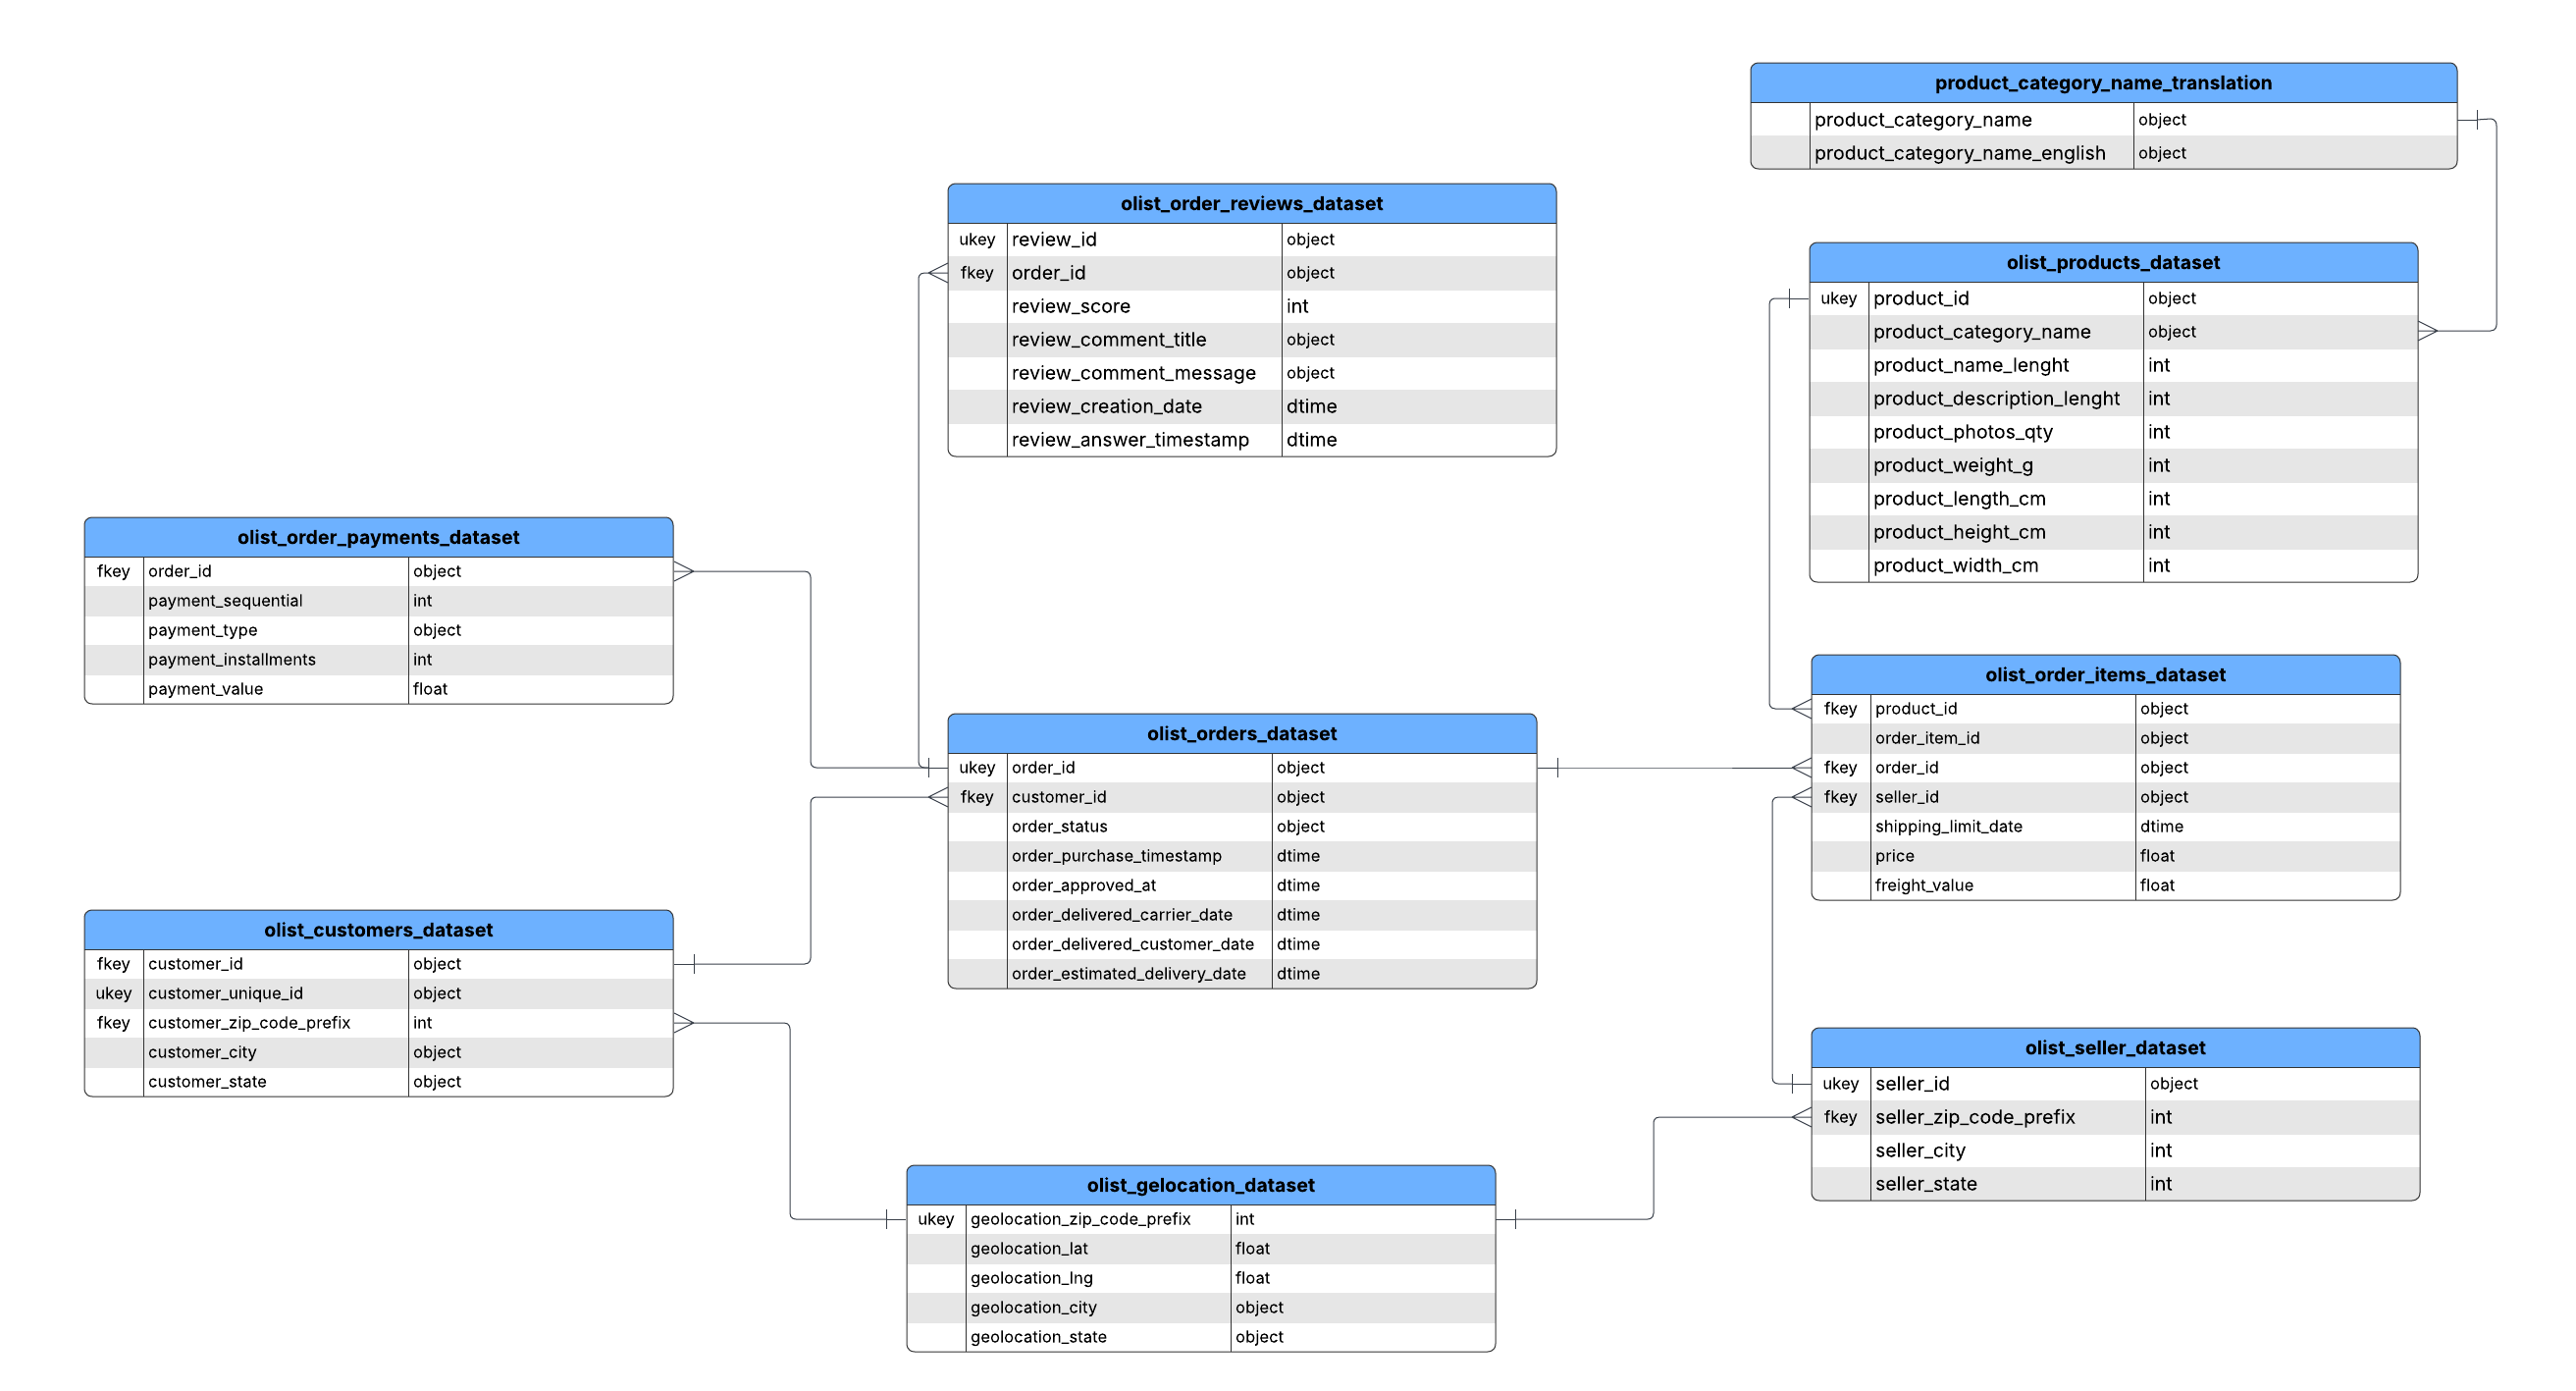 product_category_name_translation
product_category_name object
product_category_name_english object
olist_order_reviews_dataset
ukey review_id object
fkey order_id object
review_score int
review_comment_title object
review_comment_message object
review_creation_date dtime
review_answer_timestamp dtime
olist_products_dataset
ukey product_id object
product_category_name object
product_name_lenght int
product_description_lenght int
product_photos_qty int
product_weight_g int
product_length_cm int
product_height_cm int
product_width_cm int
olist_order_payments_dataset
fkey order_id object
payment_sequential int
payment_type object
payment_installments int
payment_value float
olist_orders_dataset
ukey order_id object
fkey customer_id object
order_status object
order_purchase_timestamp dtime
order_approved_at dtime
order_delivered_carrier_date dtime
order_delivered_customer_date dtime
order_estimated_delivery_date dtime
olist_order_items_dataset
fkey product_id object
order_item_id object
fkey order_id object
fkey seller_id object
shipping_limit_date dtime
price float
freight_value float
olist_customers_dataset
fkey customer_id object
ukey customer_unique_id object
fkey customer_zip_code_prefix int
customer_city object
customer_state object
olist_seller_dataset
ukey seller_id object
fkey seller_zip_code_prefix int
seller_city int
seller_state int
olist_gelocation_dataset
ukey geolocation_zip_code_prefix int
geolocation_lat float
geolocation_lng float
geolocation_city object
geolocation_state object